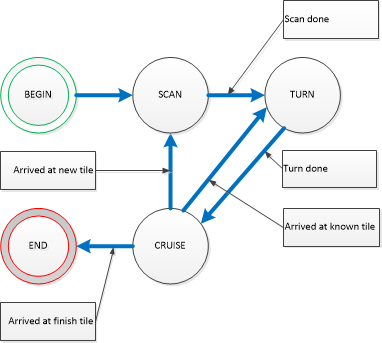 Scan done
BEGIN
SCAN
TURN
Arrived at new tile
Turn done
Arrived at known tile
END
CRUISE
Arrived at finish tile